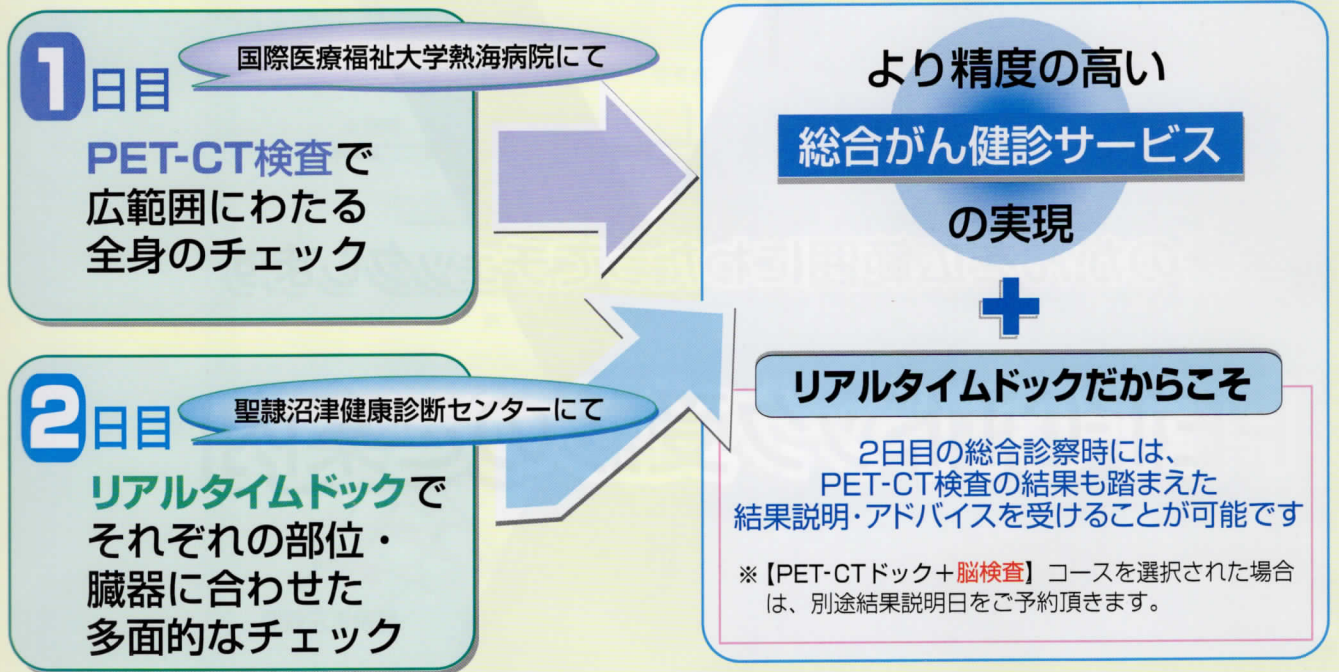 1日目
国際医療福祉大学熱海病院にて
PET-CT検査で
広範囲にわたる
全身のチェック
2日目
聖隷沼津健康診断センターにて
リアルタイムドックで
それぞれの部位・
臓器に合わせた
多面的なチェック
より精度の高い
総合がん健診サービス
の実現
+
リアルタイムドックだからこそ
2日目の総合診察時には、
PET-CT検査の結果も踏まえた
結果説明・アドバイスを受けることが可能です
※【PET-CTドック+脳検査】コースを選択された場合
は、別途結果説明日をご予約頂きます。